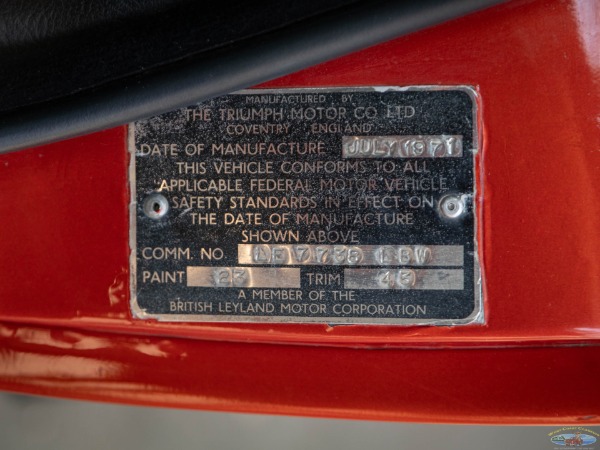 MANUFACTURED BY
THE TRIUMPH MOTOR CO LTD
COVENTRY ENGLAND
DATE OF MANUFACTURE JULY 1971
THIS VEHICLE CONFORMS TO ALL
APPLICABLE FEDERAL MOTOR VEHICLE
SAFETY STANDARDS IN EFFECT ON
THE DATE OF MANUFACTURE
SHOWN ABOVE
COMM. NO.
PAINT TRIM
A MEMBER OF THE
BRITISH LEYLAND MOTOR CORPORATION